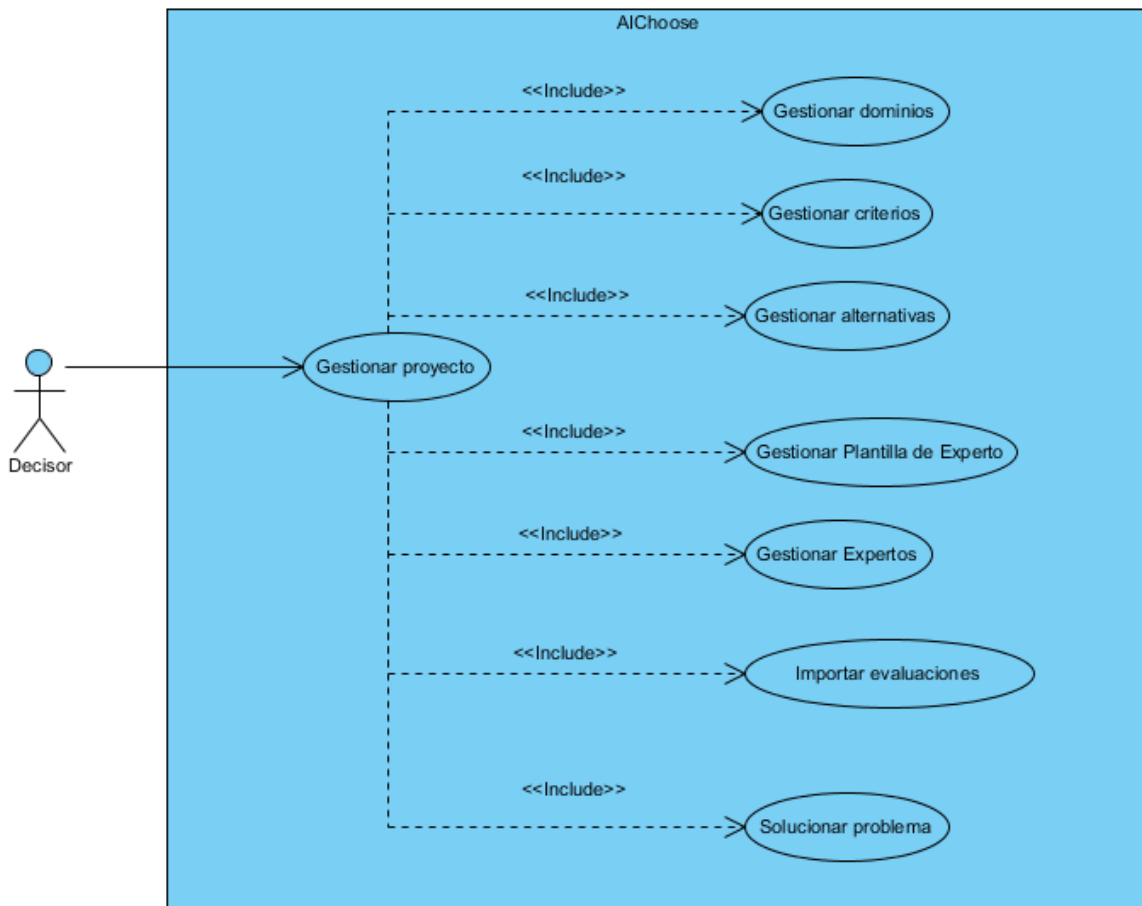 AIChoose
<<Include>>
Gestionar dominios
<<Include>>
Gestionar criterios
<<Include>>
Gestionar alternativas
Gestionar proyecto
Decisor
<<Include>>
Gestionar Plantilla de Experto
<<Include>>
Gestionar Expertos
<<Include>>
Importar evaluaciones
<<Include>>
Solucionar problema